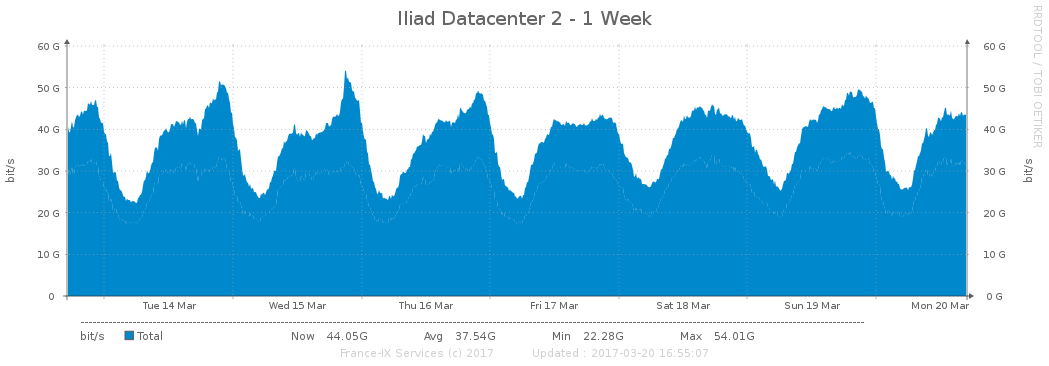 Iliad Datacenter 2 - 1 Week
RRDTOOL / TOBI OETIKER
60 G 60 G
50 G 50 G
40 G 40 G
30 G 30 G
20 G 20 G
10 G 10 G
0 0 G
bit/s
bit/s
Tue 14 Mar Wed 15 Mar Thu 16 Mar Fri 17 Mar Sat 18 Mar Sun 19 Mar Mon 20 Mar
bit/s Total Now 44.05G Avg 37.54G Min 22.28G Max 54.01G
France-IX Services (c) 2017 Updated : 2017-03-20 16:55:07